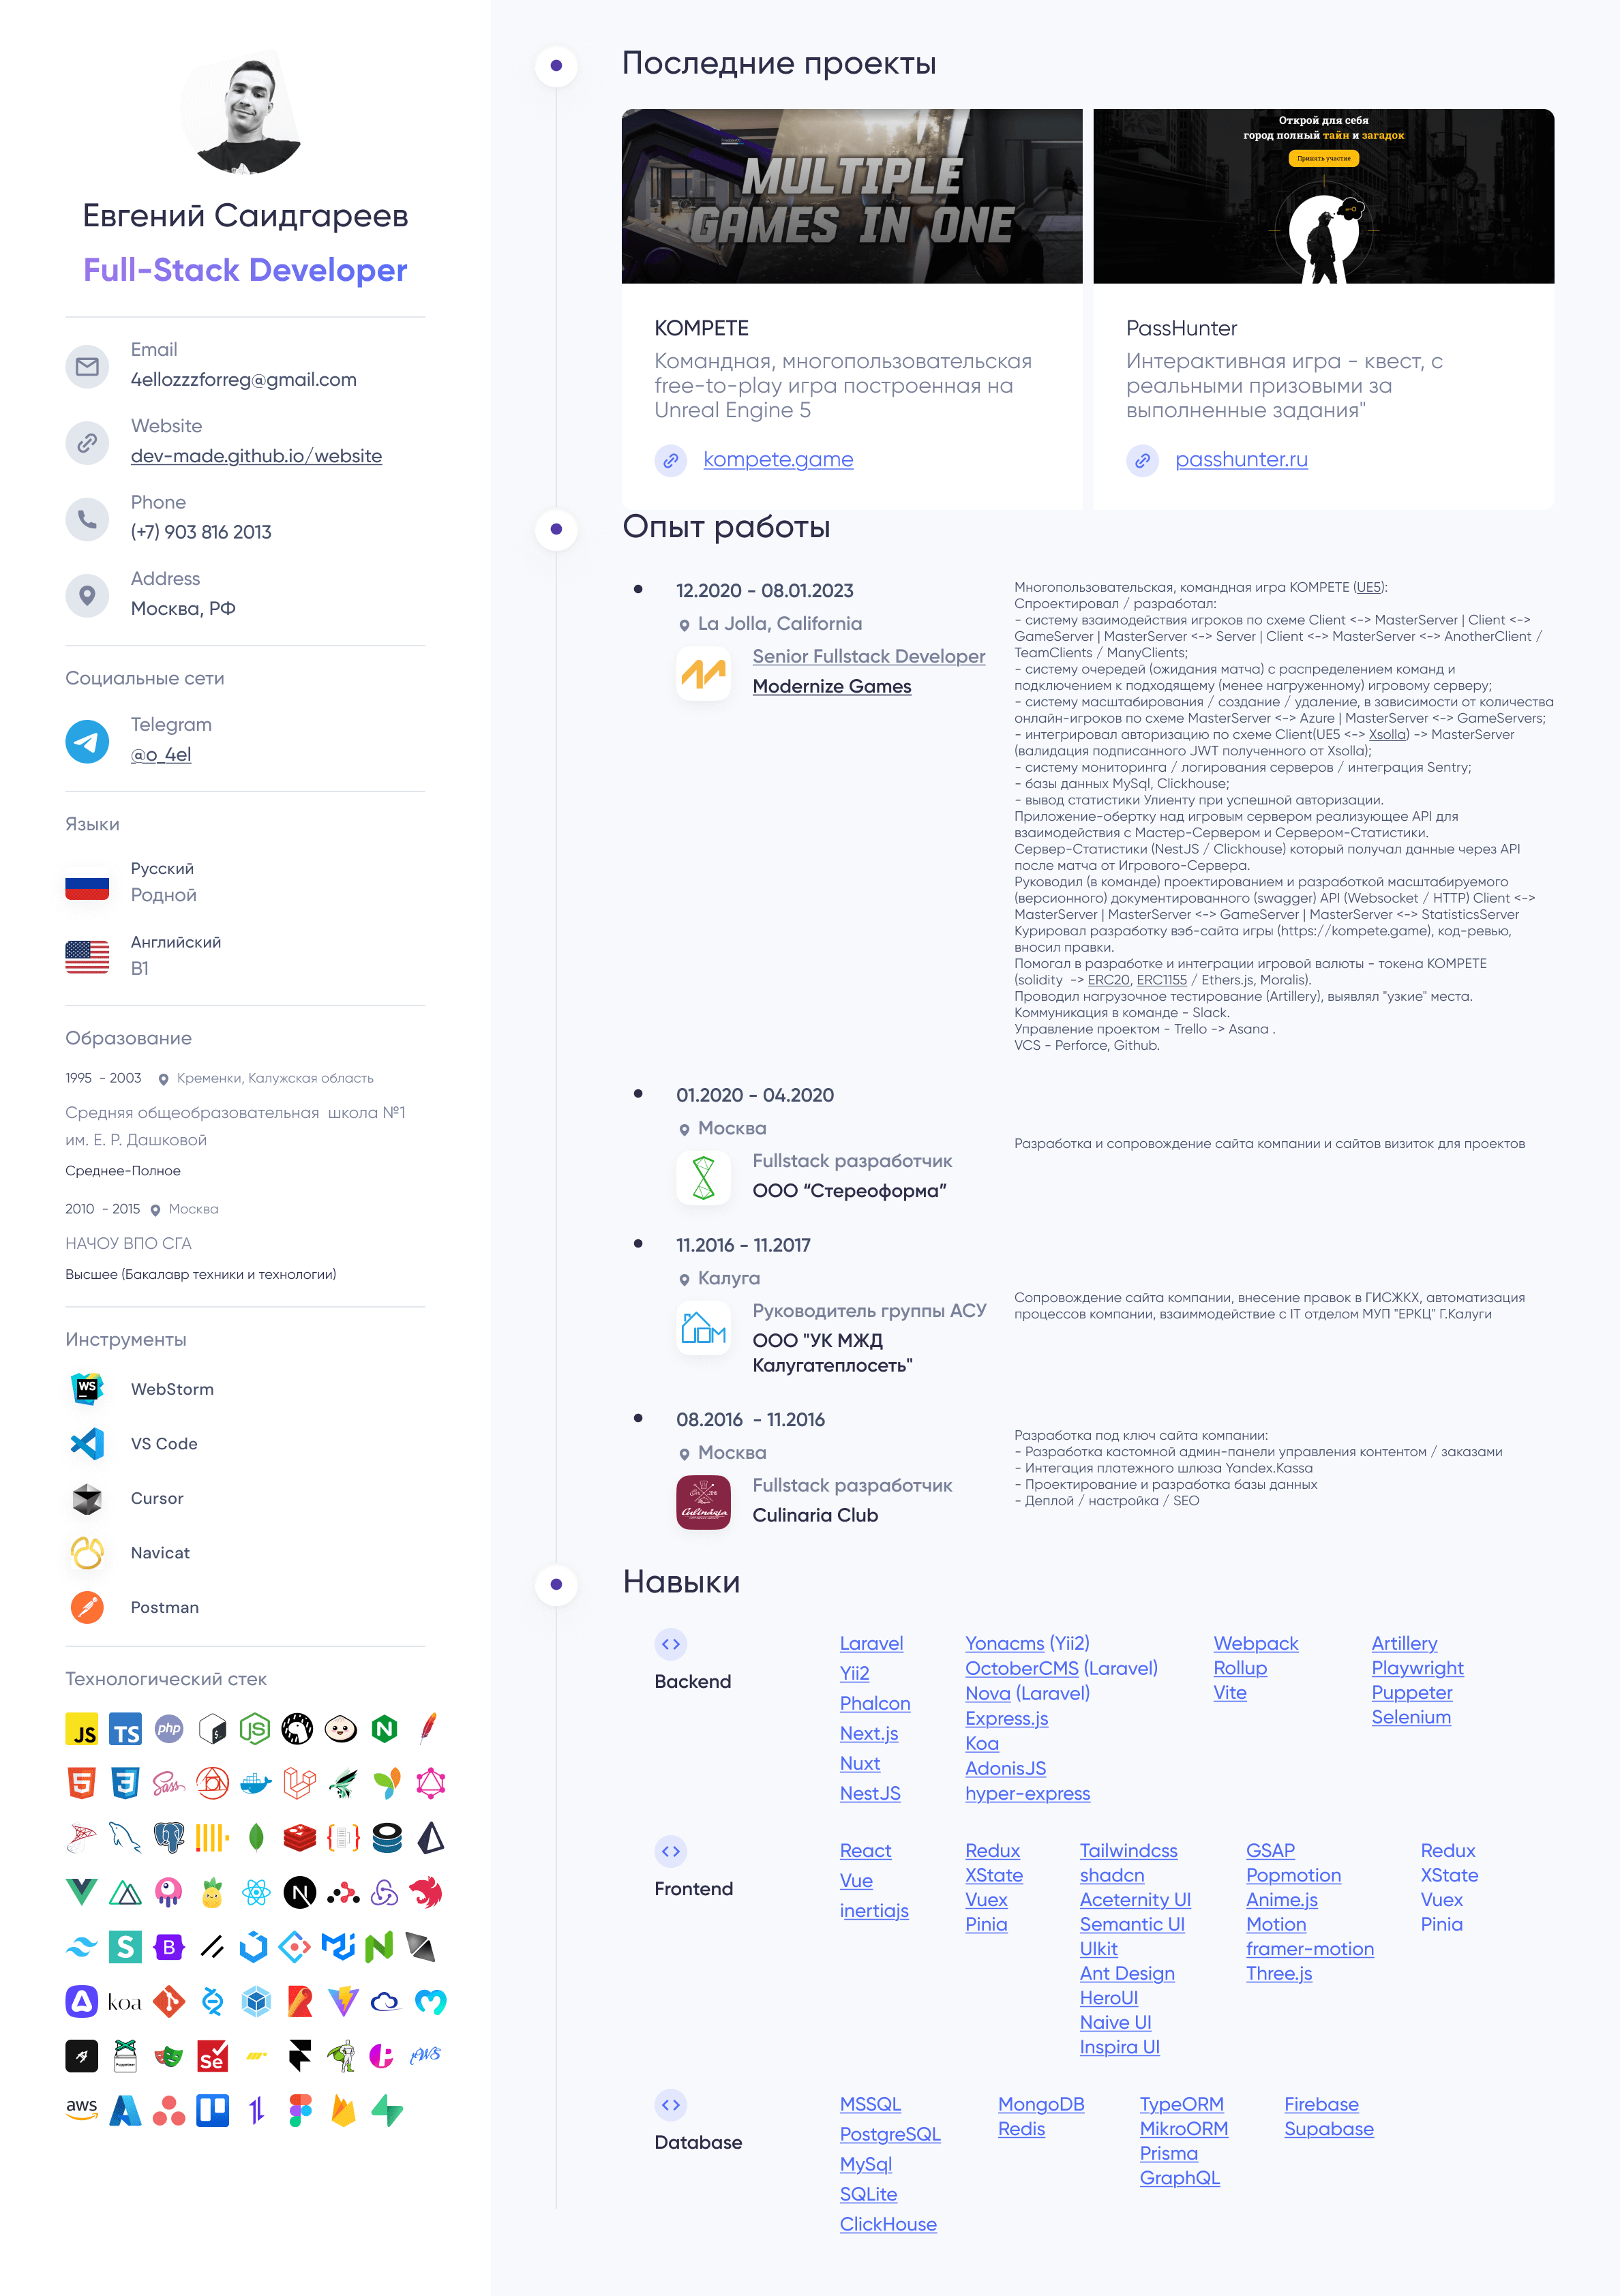 Евгений Саидгареев
Full-Stack Developer
Email
4ellozzzforreg@gmail.com
Website
dev-made.github.io/website
Phone
(+7) 903 816 2013
Address
Москва, РФ
Социальные сети
Telegram
@o_4el
Языки
Русский
Родной
Английский
B1
Образование
1995 - 2003 Кременки, Калужская область
Средняя общеобразовательная школа №1
им. Е. Р. Дашковой
Среднее-Полное
2010 - 2015 Москва
НАЧОУ ВПО СГА
Высшее (Бакалавр техники и технологии)
Инструменты
WS
WebStorm
VS Code
Cursor
Navicat
Postman
Технологический стек
JS TS php $ JS N
5 3 Sass
N
S B
koa
Puppeteer Se µWS
aws
Последние проекты
MULTIPLE
GAMES IN ONE
KOMPETE
Командная, многопользовательская
free-to-play игра построенная на
Unreal Engine 5
kompete.game
Открой для себя
город полный тайн и загадок
Принять участие
PassHunter
Интерактивная игра - квест, с
реальными призовыми за
выполненные задания"
passhunter.ru
Опыт работы
12.2020 - 08.01.2023
La Jolla, California
Senior Fullstack Developer
Modernize Games
Многопользовательская, командная игра KOMPETE (UE5):
Спроектировал / разработал:
- систему взаимодействия игроков по схеме Client <-> MasterServer | Client <->
GameServer | MasterServer <-> Server | Client <-> MasterServer <-> AnotherClient /
TeamClients / ManyClients;
- систему очередей (ожидания матча) с распределением команд и
подключением к подходящему (менее нагруженному) игровому серверу;
- систему масштабирования / создание / удаление, в зависимости от количества
онлайн-игроков по схеме MasterServer <-> Azure | MasterServer <-> GameServers;
- интегрировал авторизацию по схеме Client(UE5 <-> Xsolla) -> MasterServer
(валидация подписанного JWT полученного от Xsolla);
- систему мониторинга / логирования серверов / интеграция Sentry;
- базы данных MySql, Clickhouse;
- вывод статистики Улиенту при успешной авторизации.
Приложение-обертку над игровым сервером реализующее API для
взаимодействия с Мастер-Сервером и Сервером-Статистики.
Сервер-Статистики (NestJS / Clickhouse) который получал данные через API
после матча от Игрового-Сервера.
Руководил (в команде) проектированием и разработкой масштабируемого
(версионного) документированного (swagger) API (Websocket / HTTP) Client <->
MasterServer | MasterServer <-> GameServer | MasterServer <-> StatisticsServer
Курировал разработку вэб-сайта игры (https://kompete.game), код-ревью,
вносил правки.
Помогал в разработке и интеграции игровой валюты - токена KOMPETE
(solidity -> ERC20, ERC1155 / Ethers.js, Moralis).
Проводил нагрузочное тестирование (Artillery), выявлял "узкие" места.
Коммуникация в команде - Slack.
Управление проектом - Trello -> Asana .
VCS - Perforce, Github.
01.2020 - 04.2020
Москва
Fullstack разработчик
ООО “Стереоформа”
Разработка и сопровождение сайта компании и сайтов визиток для проектов
11.2016 - 11.2017
Калуга
Руководитель группы АСУ
ООО "УК МЖД
Калугатеплосеть"
Сопровождение сайта компании, внесение правок в ГИСЖКХ, автоматизация
процессов компании, взаиммодействие с IT отделом МУП "ЕРКЦ" Г.Калуги
08.2016 - 11.2016
Москва
Culinaria
Fullstack разработчик
Culinaria Club
Разработка под ключ сайта компании:
- Разработка кастомной админ-панели управления контентом / заказами
- Интегация платежного шлюза Yandex.Kassa
- Проектирование и разработка базы данных
- Деплой / настройка / SEO
Навыки
Backend
Laravel
Yii2
Phalcon
Next.js
Nuxt
NestJS
Yonacms (Yii2)
OctoberCMS (Laravel)
Nova (Laravel)
Express.js
Koa
AdonisJS
hyper-express
Webpack
Rollup
Vite
Artillery
Playwright
Puppeter
Selenium
Frontend
React
Vue
inertiajs
Redux
XState
Vuex
Pinia
Tailwindcss
shadcn
Aceternity UI
Semantic UI
UIkit
Ant Design
HeroUI
Naive UI
Inspira UI
GSAP
Popmotion
Anime.js
Motion
framer-motion
Three.js
Redux
XState
Vuex
Pinia
Database
MSSQL
PostgreSQL
MySql
SQLite
ClickHouse
MongoDB
Redis
TypeORM
MikroORM
Prisma
GraphQL
Firebase
Supabase